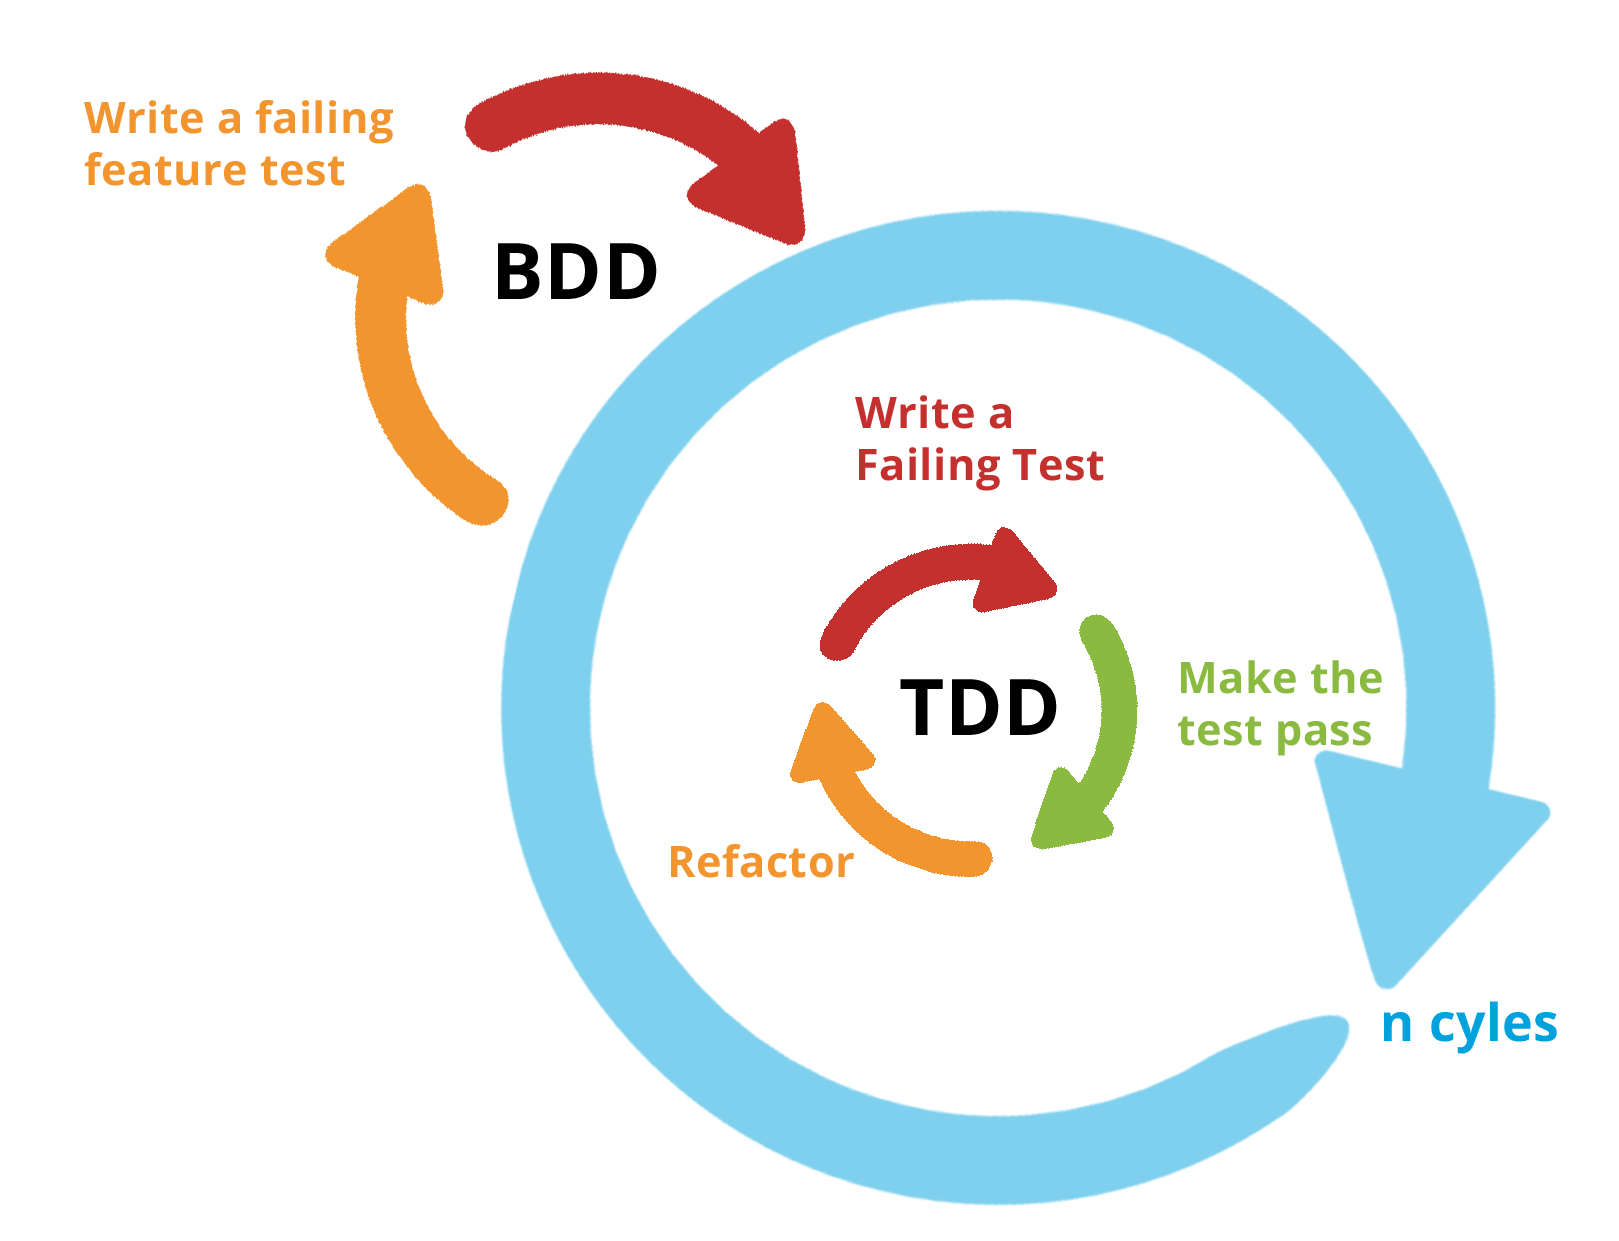 Write a failing
feature test
BDD
Write a
Failing Test
TDD
Make the
test pass
Refactor
n cyles